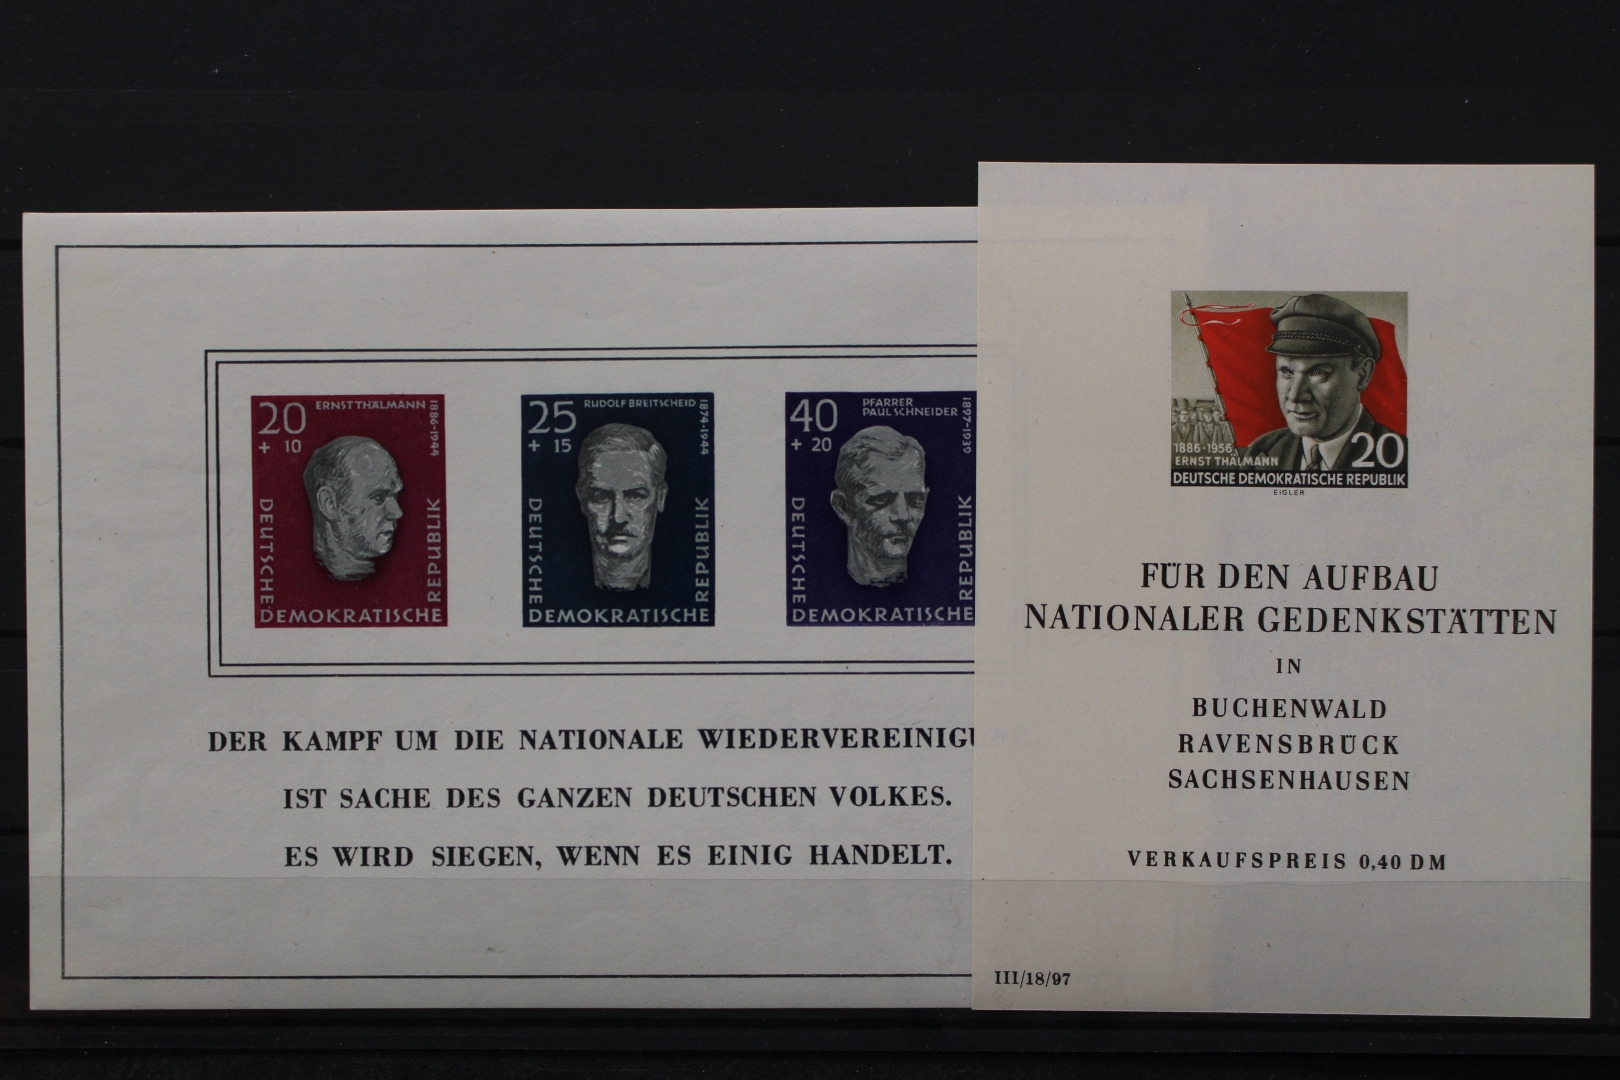 20
+ 10
ERNST THÄLMANN
1886-1944
DEUTSCHE
DEMOKRATISCHE
REPUBLIK
25
+ 15
RUDOLF BREITSCHEID
1874-1944
DEUTSCHE
DEMOKRATISCHE
REPUBLIK
40
+ 20
PFARRER
PAUL SCHNEIDER
1897-1939
DEUTSCHE
DEMOKRATISCHE
REPUBLIK
DER KAMPF UM DIE NATIONALE WIEDERVEREINIGU
IST SACHE DES GANZEN DEUTSCHEN VOLKES.
ES WIRD SIEGEN, WENN ES EINIG HANDELT.
1886-1956
ERNST THÄLMANN
20
DEUTSCHE DEMOKRATISCHE REPUBLIK
EIGLER
FÜR DEN AUFBAU
NATIONALER GEDENKSTÄTTEN
IN
BUCHENWALD
RAVENSBRÜCK
SACHSENHAUSEN
VERKAUFSPREIS 0,40 DM
III/18/97